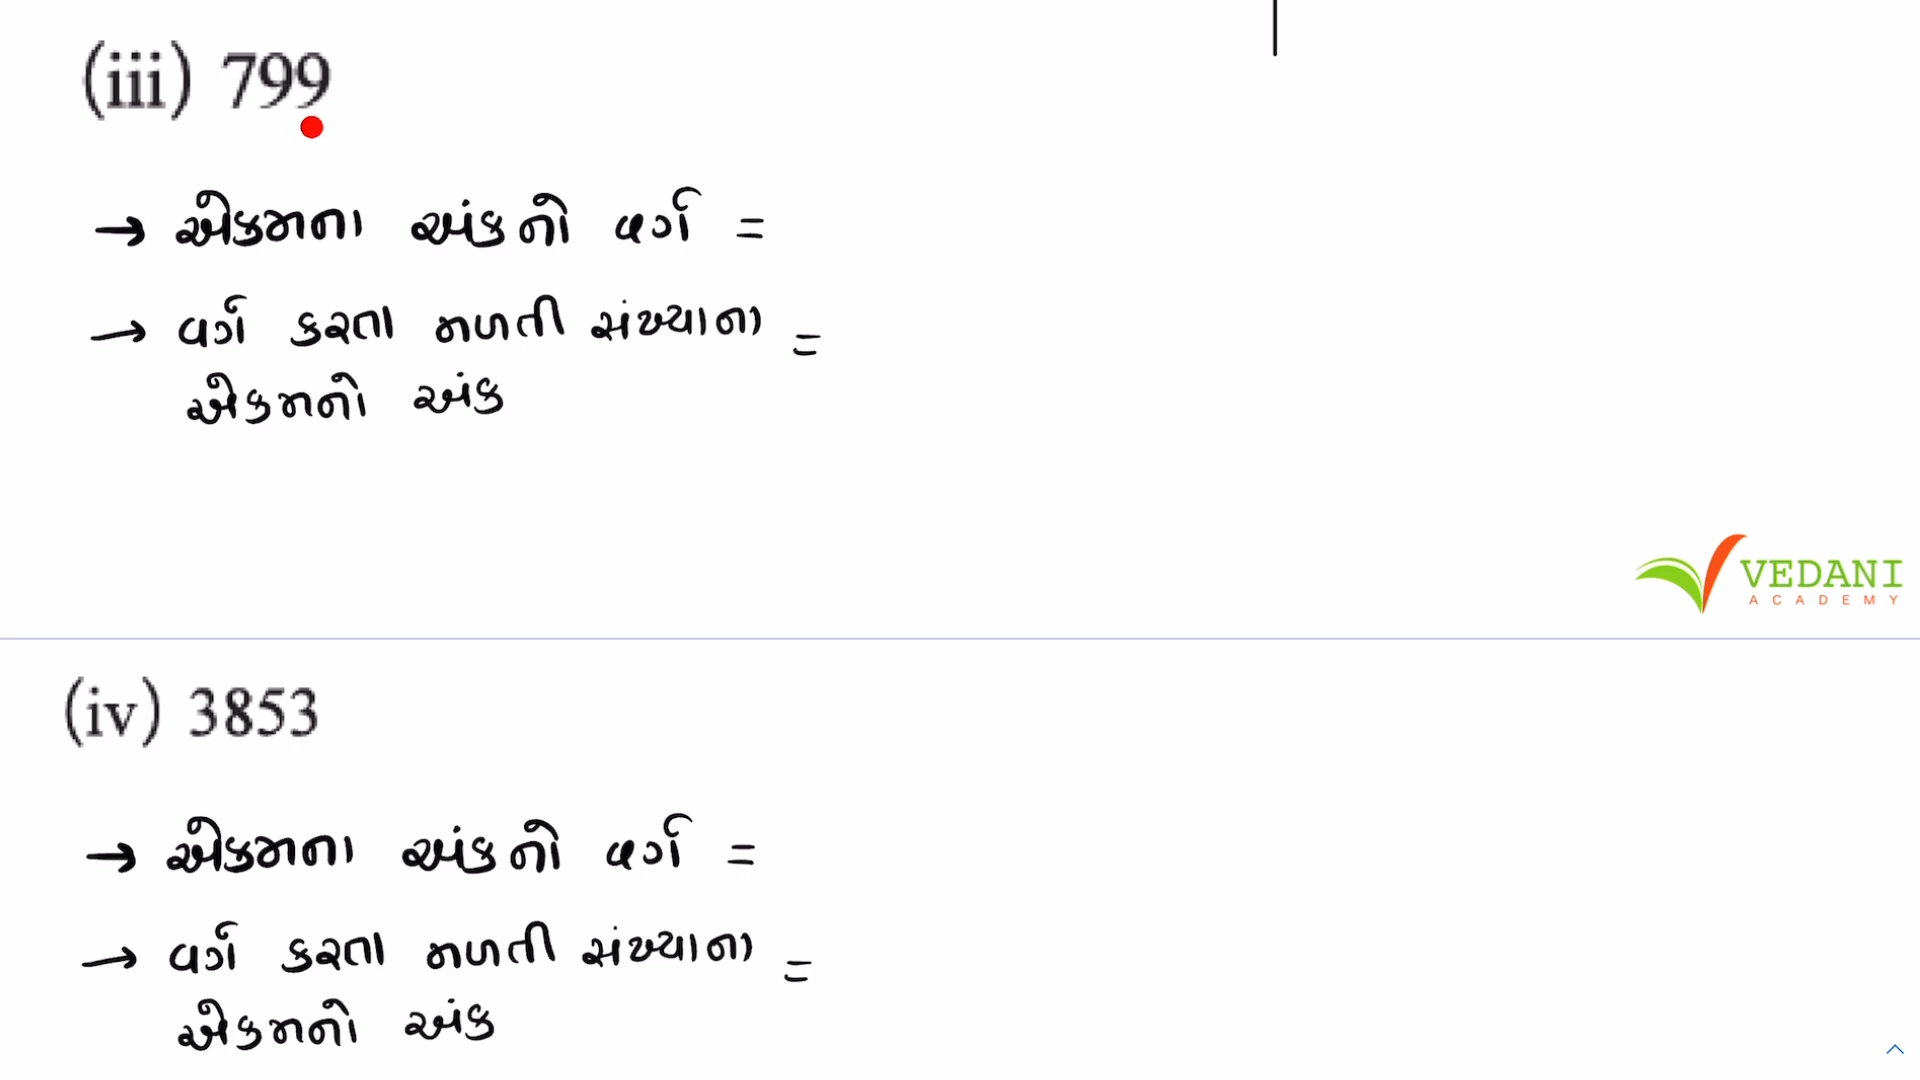 (iii) 799
→ એકમના અંકનો વર્ગ =
→ વર્ગ કરતા મળતી સંખ્યાના =
એકમનો અંક
VEDANI
ACADEMY
(iv) 3853
→ એકમના અંકનો વર્ગ =
→ વર્ગ કરતા મળતી સંખ્યાના =
એકમનો અંક